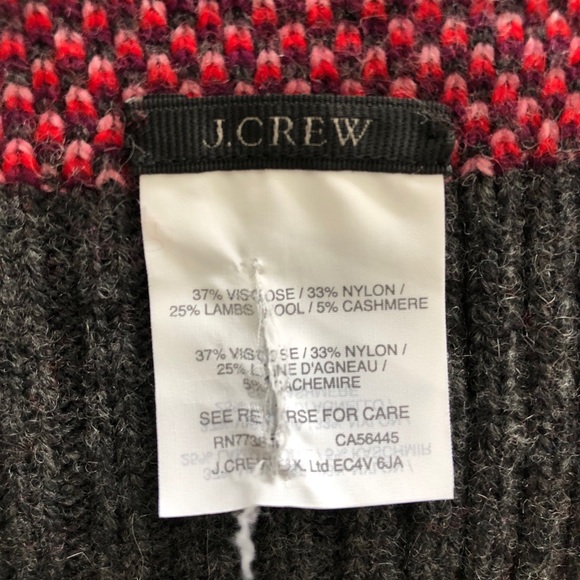 J.CREW
37% VISCOSE / 33% NYLON /
25% LAMBSWOOL / 5% CASHMERE
37% VISCOSE / 33% NYLON /
25% LAINE D'AGNEAU /
5% CACHEMIRE
SEE REVERSE FOR CARE
CA56445
Ltd EC4V 6JA